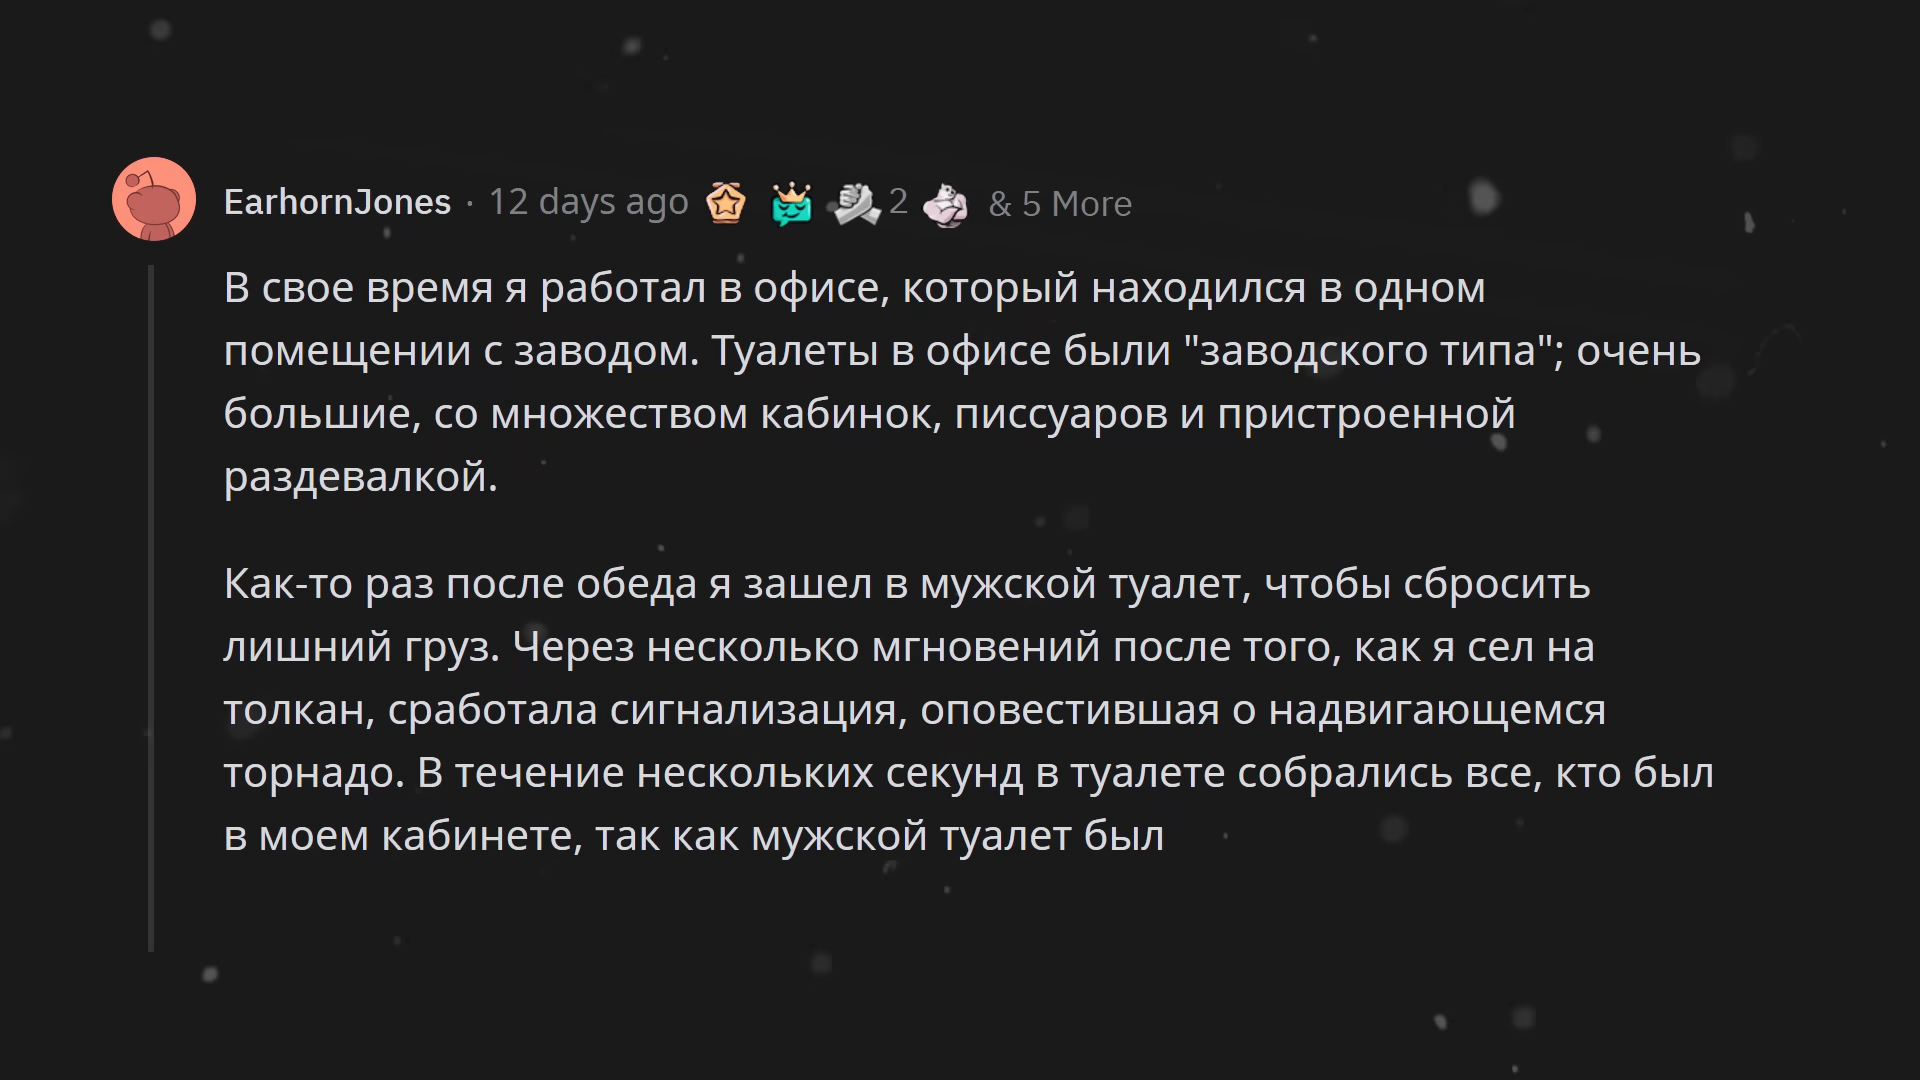 EarhornJones · 12 days ago 2 & 5 More
В свое время я работал в офисе, который находился в одном
помещении с заводом. Туалеты в офисе были "заводского типа"; очень
большие, со множеством кабинок, писсуаров и пристроенной
раздевалкой.
Как-то раз после обеда я зашел в мужской туалет, чтобы сбросить
лишний груз. Через несколько мгновений после того, как я сел на
толкан, сработала сигнализация, оповестившая о надвигающемся
торнадо. В течение нескольких секунд в туалете собрались все, кто был
в моем кабинете, так как мужской туалет был